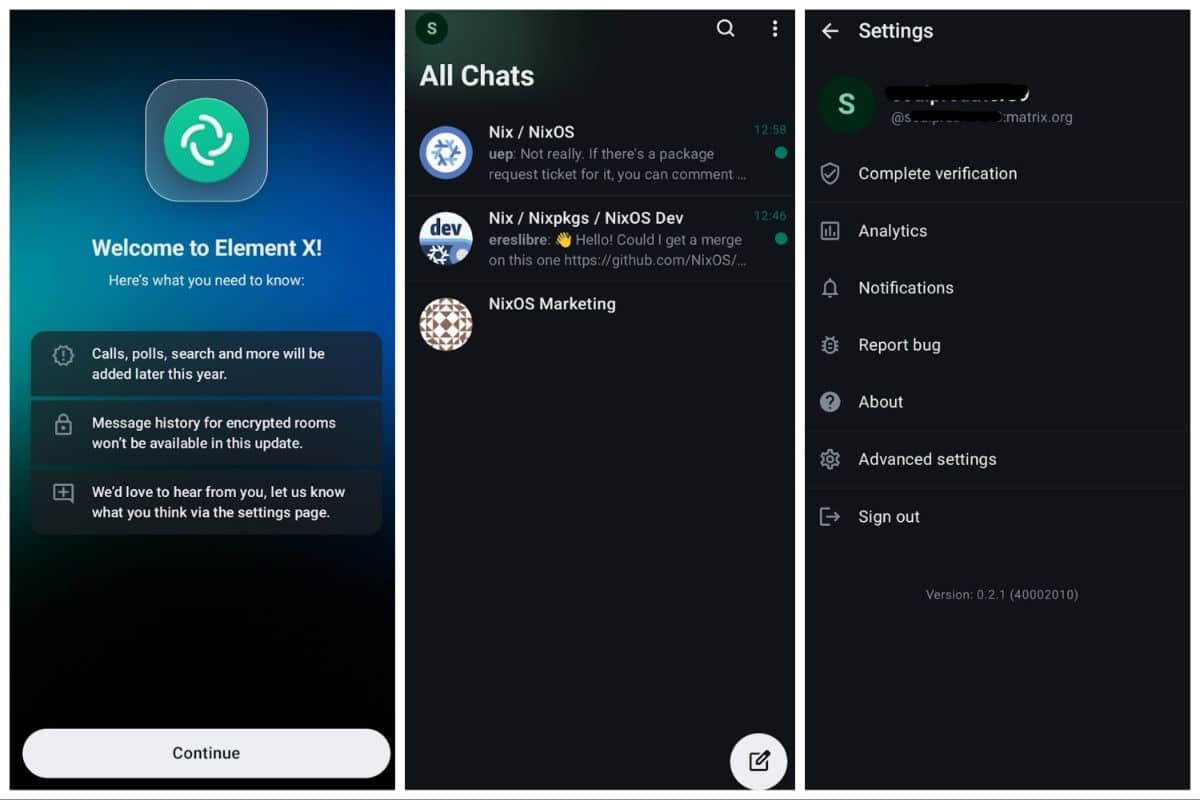 Welcome to Element X!
Here's what you need to know:
Calls, polls, search and more will be
added later this year.
Message history for encrypted rooms
won't be available in this update.
We'd love to hear from you, let us know
what you think via the settings page.
Continue
S
All Chats
Nix / NixOS
12:58
uep: Not really. If there's a package
request ticket for it, you can comment ...
dev
Nix / Nixpkgs / NixOS Dev
12:46
ereslibre: 👋 Hello! Could I get a merge
on this one https://github.com/NixOS/...
NixOS Marketing
Settings
S
:matrix.org
Complete verification
Analytics
Notifications
Report bug
About
Advanced settings
Sign out
Version: 0.2.1 (40002010)